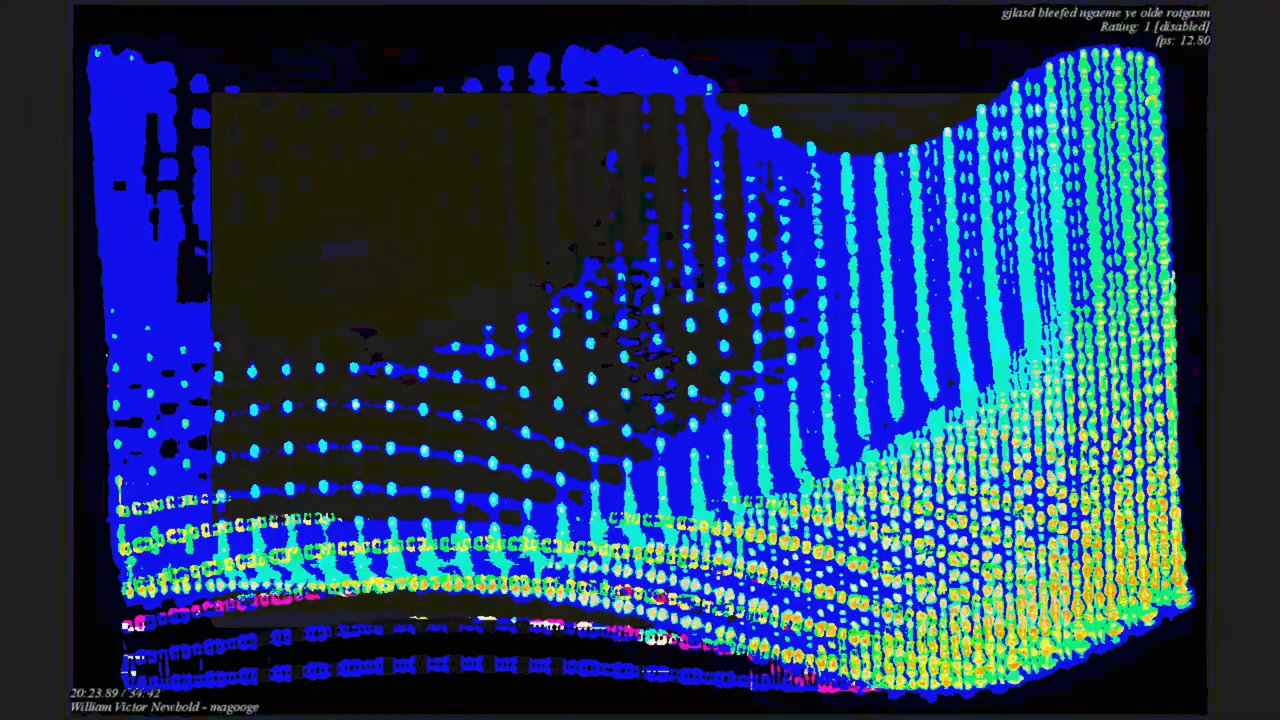 gjlasd bleefed ngaeme ye olde rotgasm
Rating: 1 [disabled]
fps: 12.80
20:23.89 / 34:42
William Victor Newbold - magooge